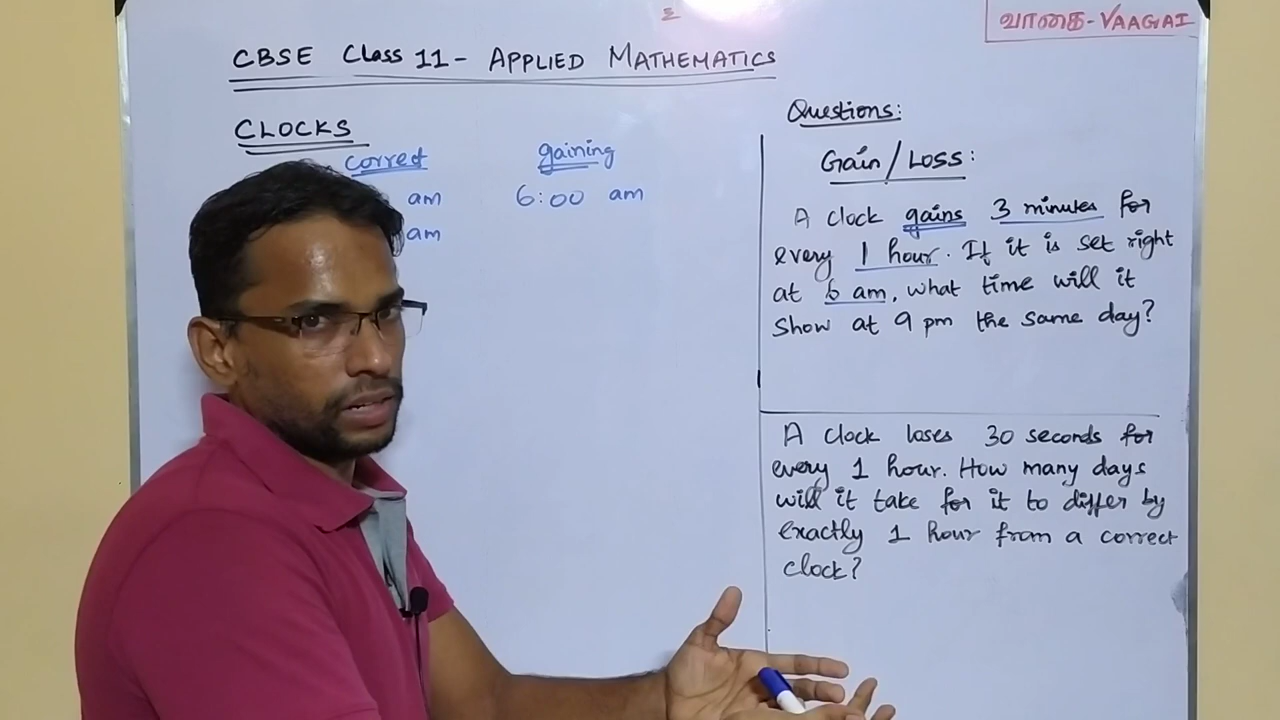 வாகை - VAAGAI
CBSE Class 11 - APPLIED MATHEMATICS
CLOCKS
correct gaining
am 6:00 am
am
Questions:
Gain / Loss:
A clock gains 3 minutes for
every 1 hour. If it is set right
at 6 am, what time will it
show at 9 pm the same day?
A clock loses 30 seconds for
every 1 hour. How many days
will it take for it to differ by
exactly 1 hour from a correct
clock?